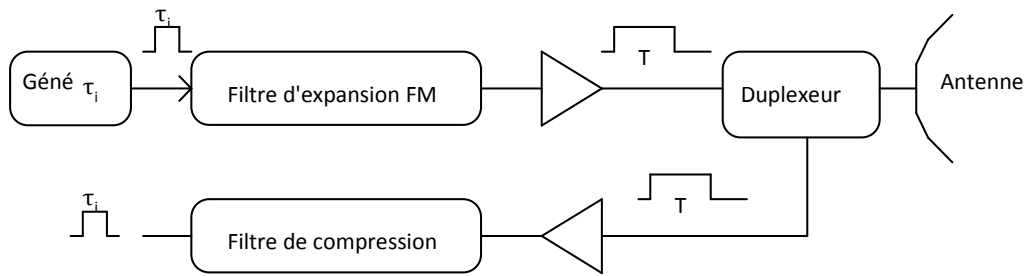 τi
Géné τi
Filtre d'expansion FM
T
Duplexeur
Antenne
τi
Filtre de compression
T